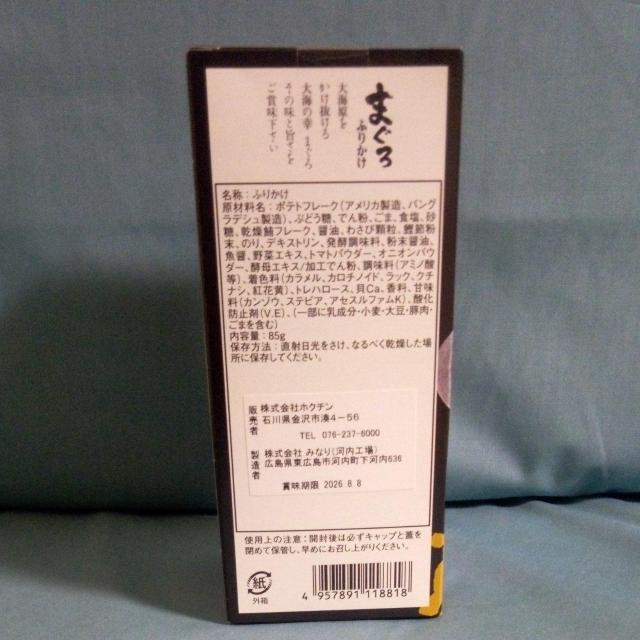 まぐろ
ふりかけ
大海原を
かけ抜ける
大海の幸 まぐろ
その味と旨さを
ご賞味下さい
名称：ふりかけ
原材料名：ポテトフレーク（アメリカ製造、バング
ラデシュ製造）、ぶどう糖、でん粉、ごま、食塩、砂
糖、乾燥鮪フレーク、醤油、わさび顆粒、鰹節粉
末、のり、デキストリン、発酵調味料、粉末醤油、
魚醤、野菜エキス、トマトパウダー、オニオンパウ
ダー、酵母エキス/加工でん粉、調味料（アミノ酸
等）、着色料（カラメル、カロチノイド、ラック、クチ
ナシ、紅花黄）、トレハロース、貝Ca、香料、甘味
料（カンゾウ、ステビア、アセスルファムK）、酸化
防止剤（V.E）、（一部に乳成分・小麦・大豆・豚肉・
ごまを含む）
内容量：85g
保存方法：直射日光をさけ、なるべく乾燥した場
所に保存してください。
販売者 株式会社ホクチン
石川県金沢市湊4-56
TEL 076-237-6000
製造者 株式会社 みなり（河内工場）
広島県東広島市河内町下河内636
賞味期限 2026.8.8
使用上の注意：開封後は必ずキャップと蓋を
閉めて保管し、早めにお召し上がりください。
紙
外箱
4 957891 118818